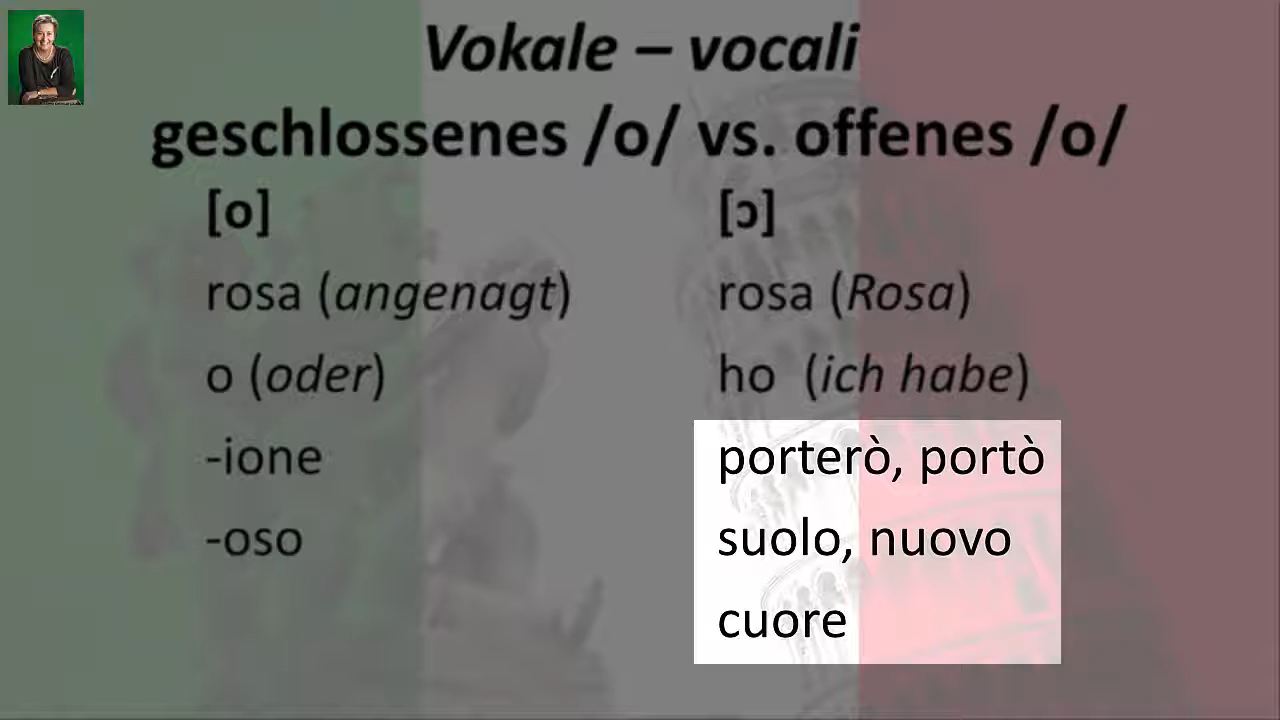 Vokale – vocali
geschlossenes /o/ vs. offenes /o/
[o]
rosa (angenagt)
o (oder)
-ione
-oso
[ɔ]
rosa (Rosa)
ho (ich habe)
porterò, portò
suolo, nuovo
cuore